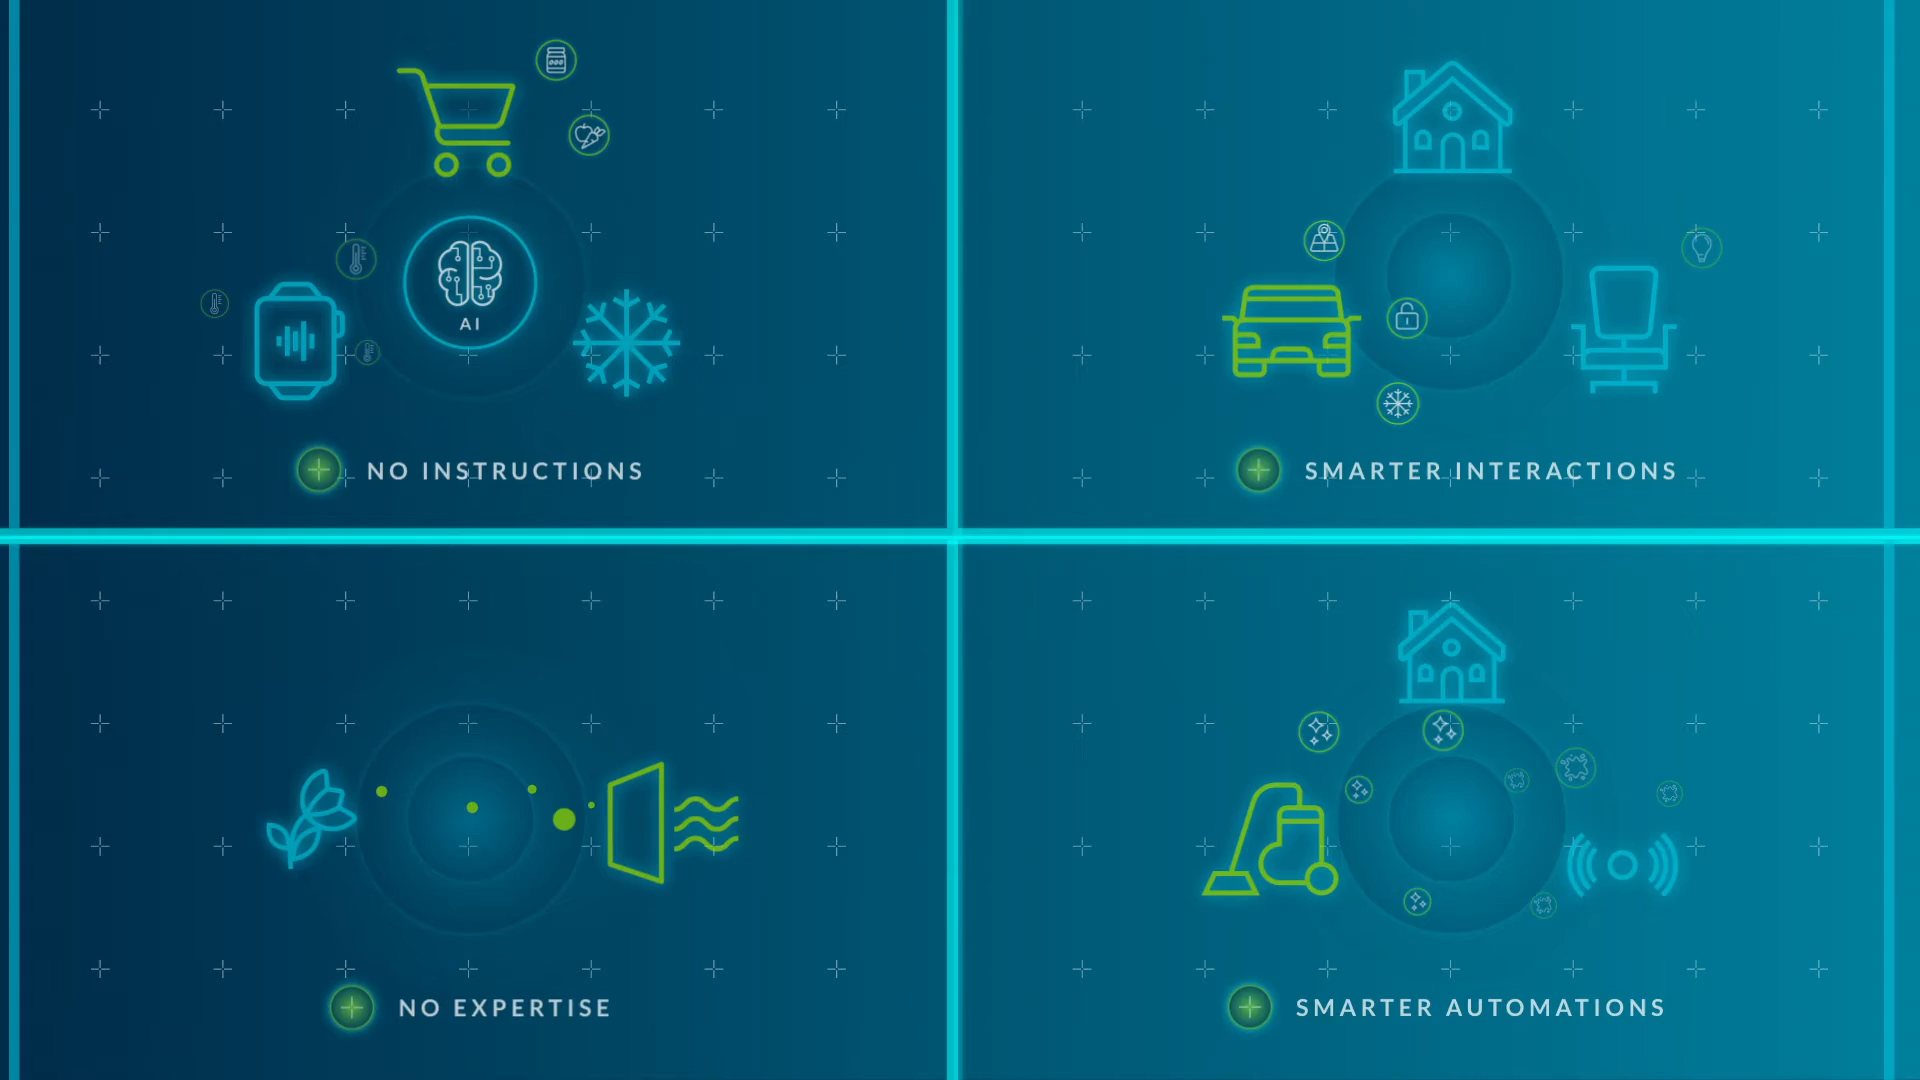 AI
NO INSTRUCTIONS
SMARTER INTERACTIONS
NO EXPERTISE
SMARTER AUTOMATIONS